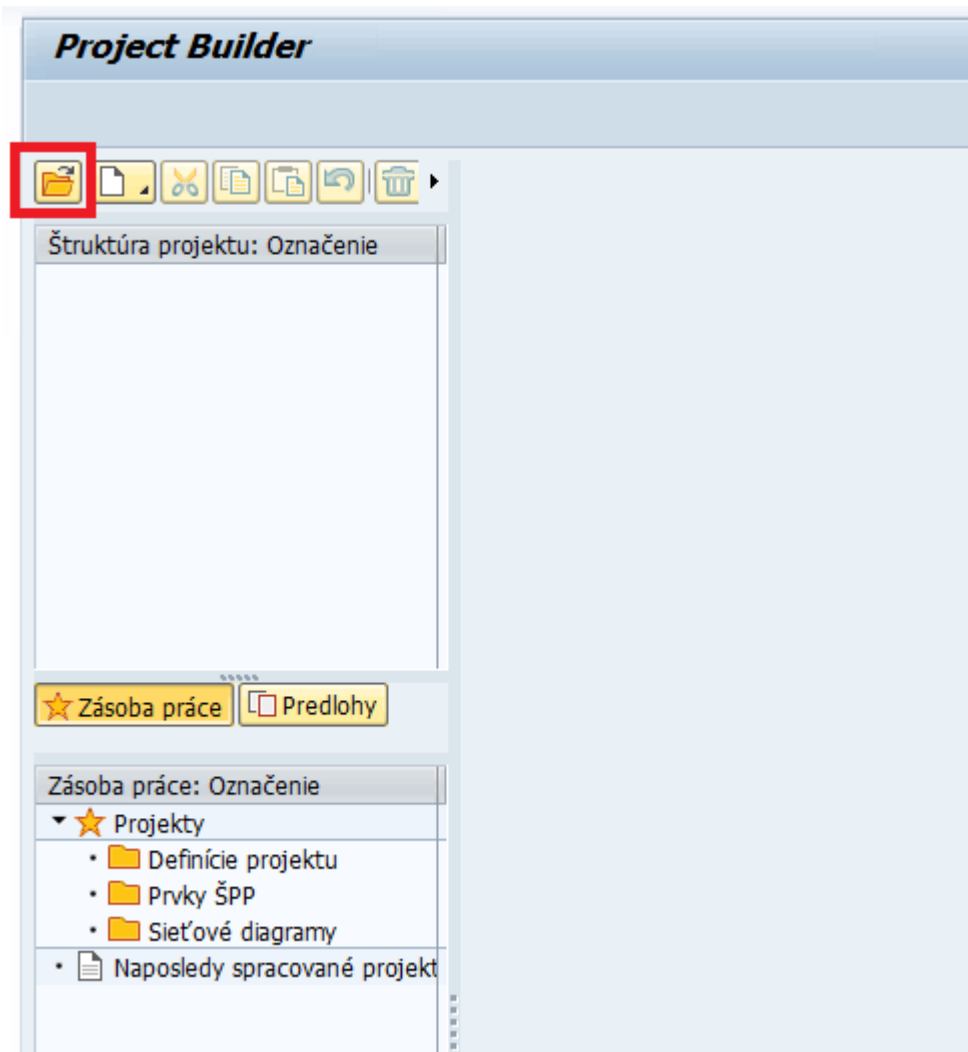 Project Builder
Štruktúra projektu: Označenie
Zásoba práce Predlohy
Zásoba práce: Označenie
Projekty
Definície projektu
Prvky ŠPP
Sieťové diagramy
Naposledy spracované projekt